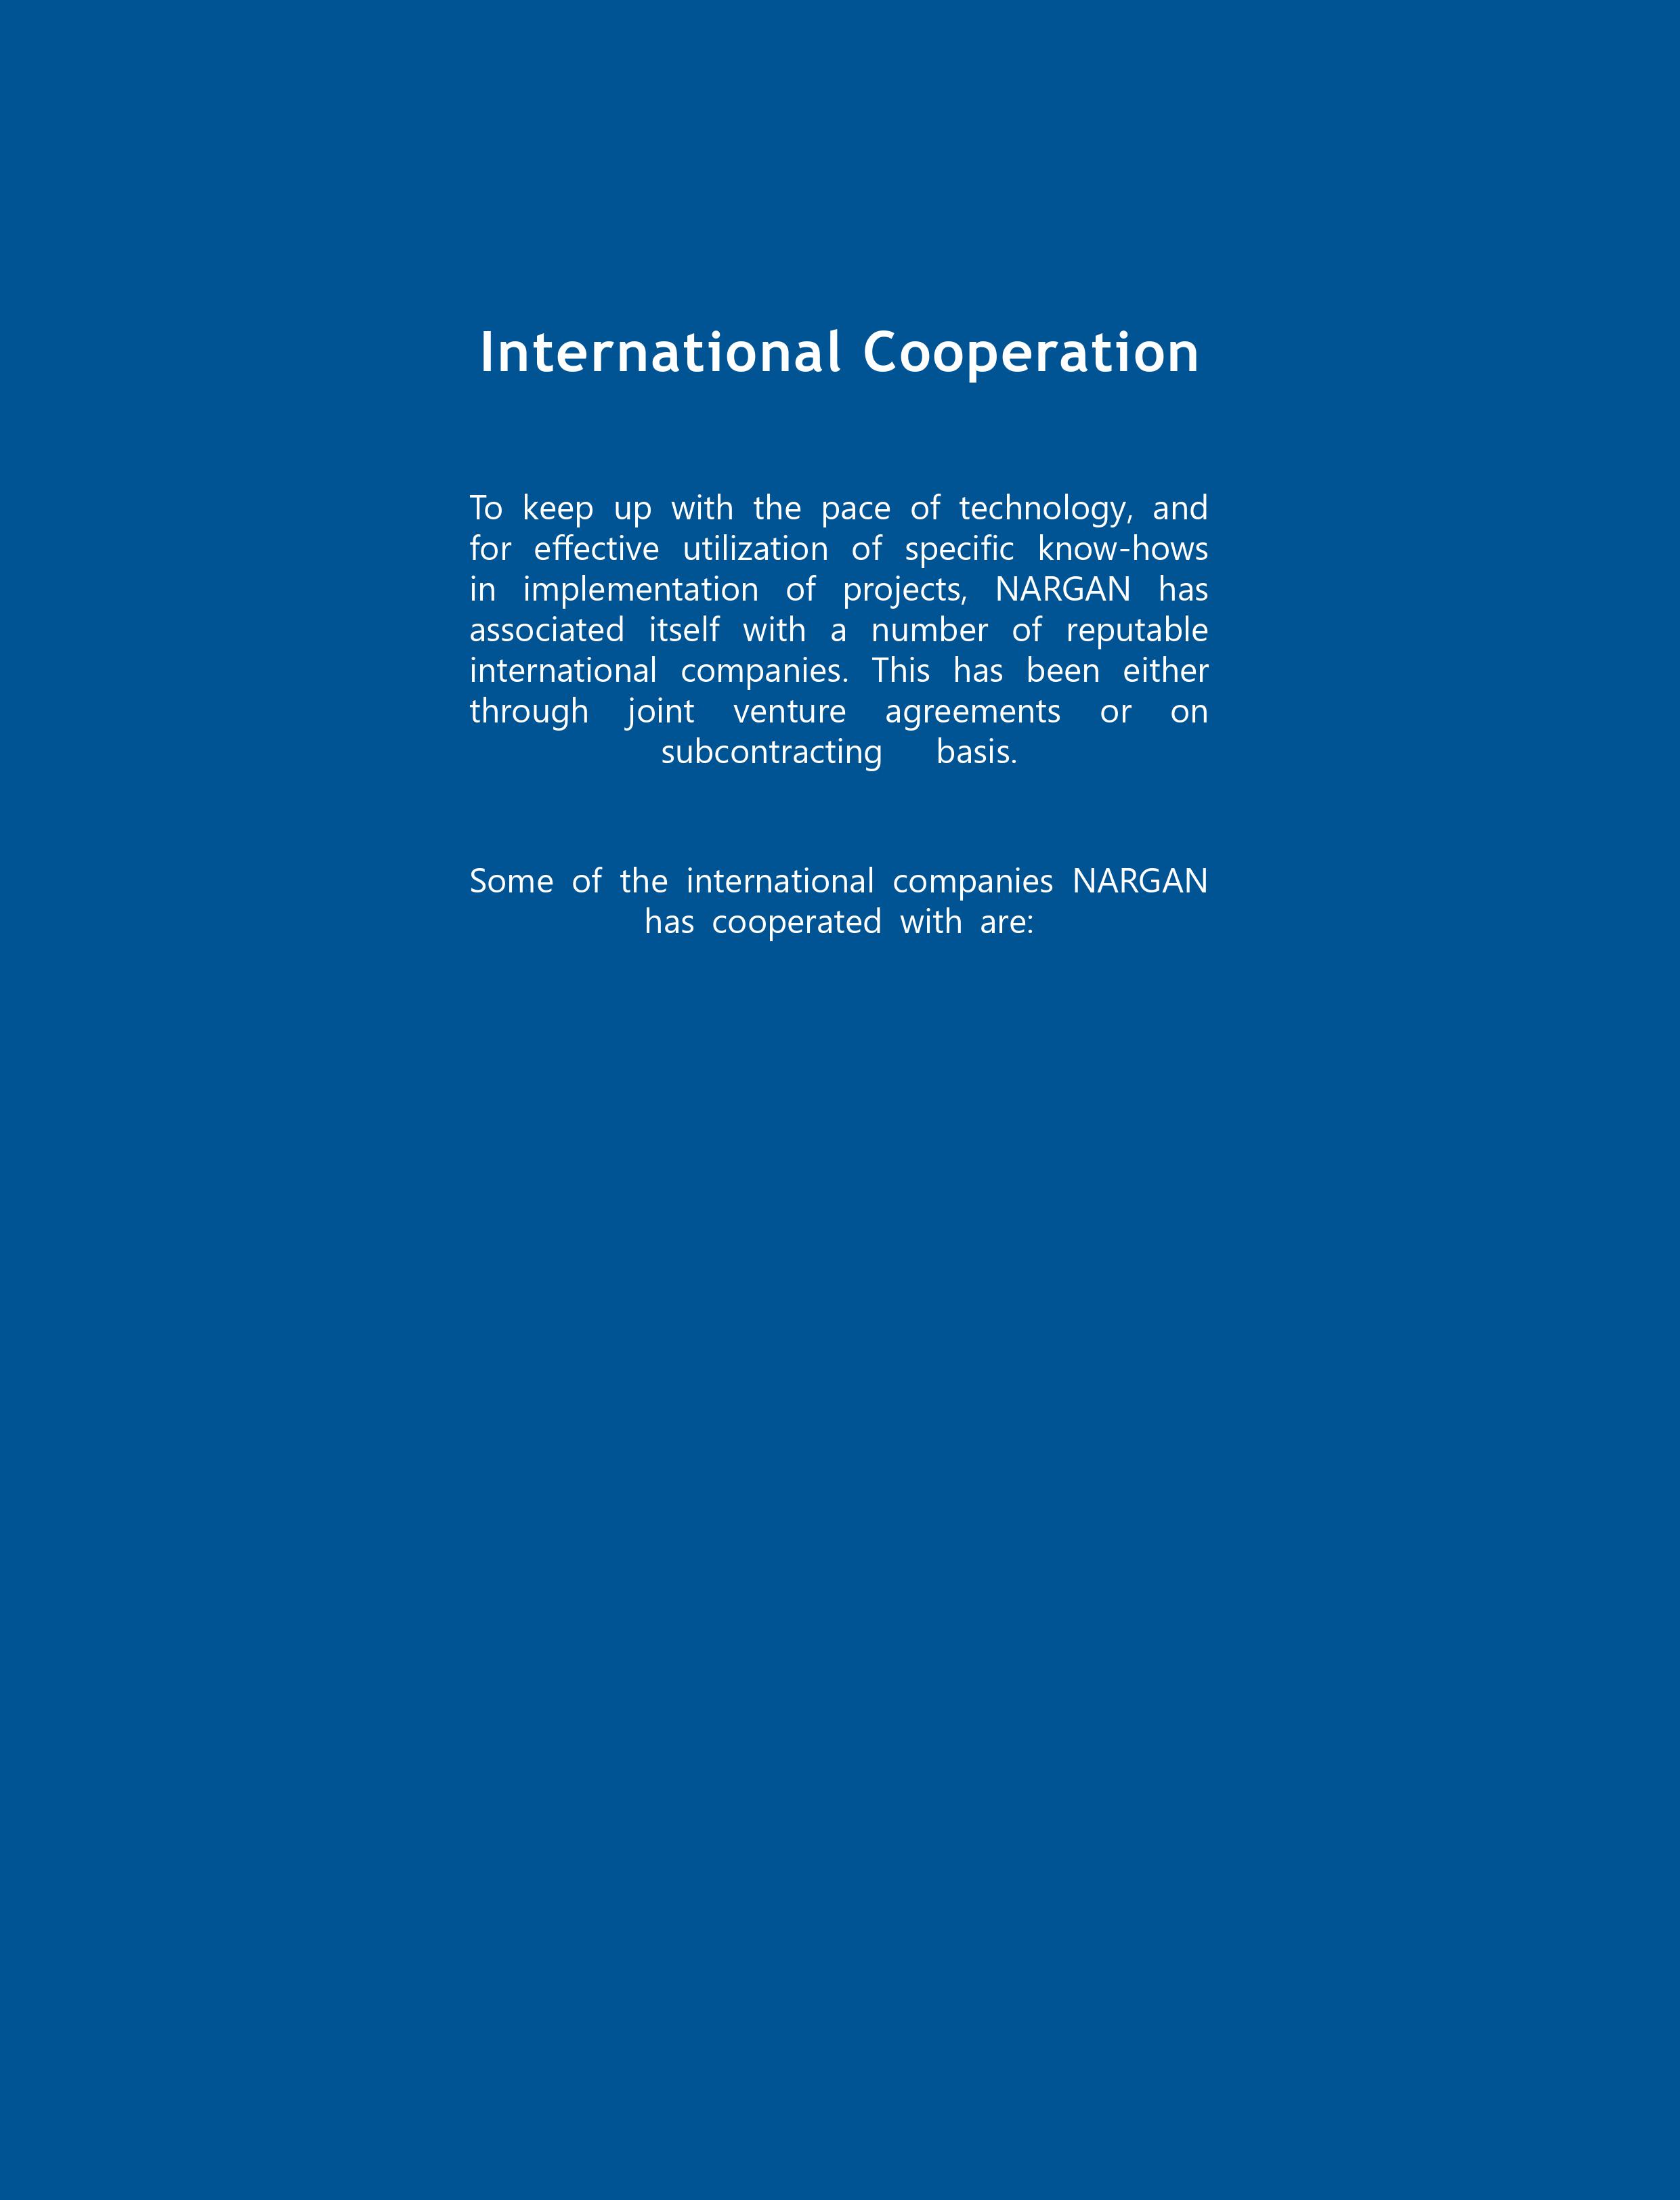 International Cooperation
To keep up with the pace of technology, and
for effective utilization of specific know-hows
in implementation of projects, NARGAN has
associated itself with a number of reputable
international companies. This has been either
through joint venture agreements or on
subcontracting basis.
Some of the international companies NARGAN
has cooperated with are: